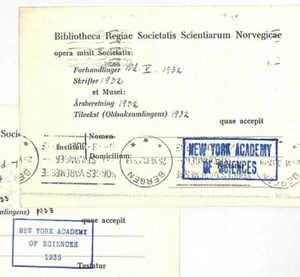 Bibliotheca Regiae Societatis Scientiarum Norvegicae
opera misit Societatis:
Forhandlinger Bd. V. 1932
Skrifter 1932
et Musei:
Årsberetning 1932
Tilvekst (Oldsaksamlingens) 1932
quae accepit
Nomen
Instituti
Domicilium:
NEW YORK ACADEMY
OF SCIENCES
BERGEN
Soci
lingens) 1933
quae accepit
NEW YORK ACADEMY
OF SCIENCES
1935
Testatur